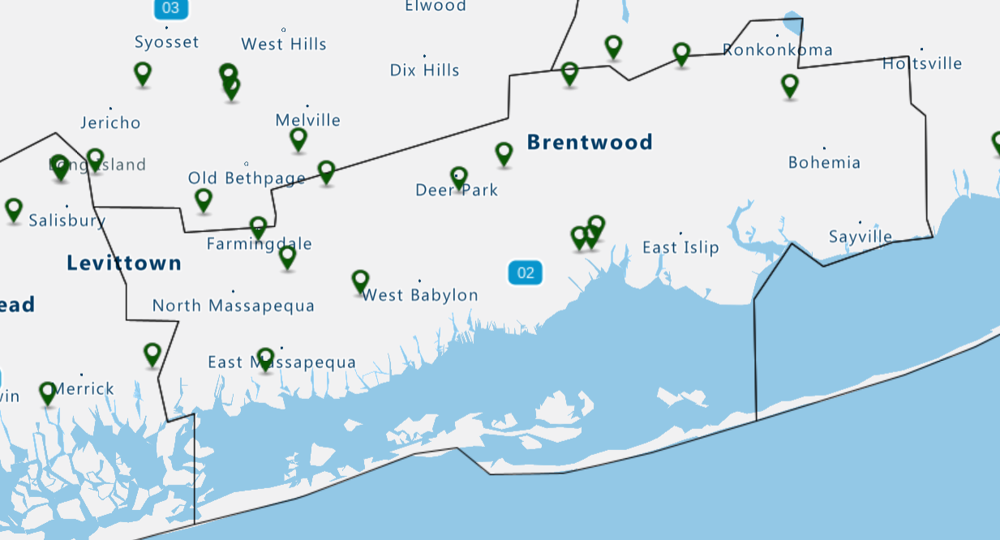 Elwood
03
Syosset
West Hills
Ronkonkoma
Holtsville
Dix Hills
Jericho
Melville
Brentwood
Long Island
Bohemia
Old Bethpage
Deer Park
Salisbury
Farmingdale
Sayville
East Islip
Levittown
02
West Babylon
ead
North Massapequa
East Massapequa
Merrick
vin